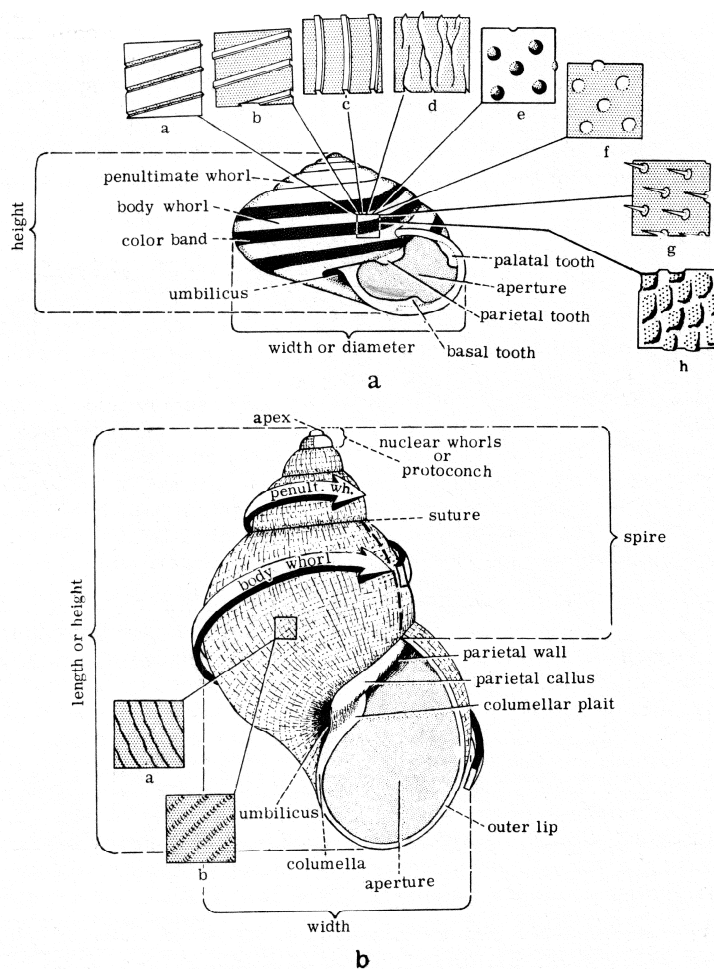 a
b
c
d
e
f
g
h
height
penultimate whorl
body whorl
color band
umbilicus
palatal tooth
aperture
parietal tooth
basal tooth
width or diameter
a
apex
nuclear whorls
or
protoconch
penult. wh.
suture
spire
body whorl
length or height
parietal wall
parietal callus
columellar plait
a
b
umbilicus
columella
aperture
outer lip
width
b